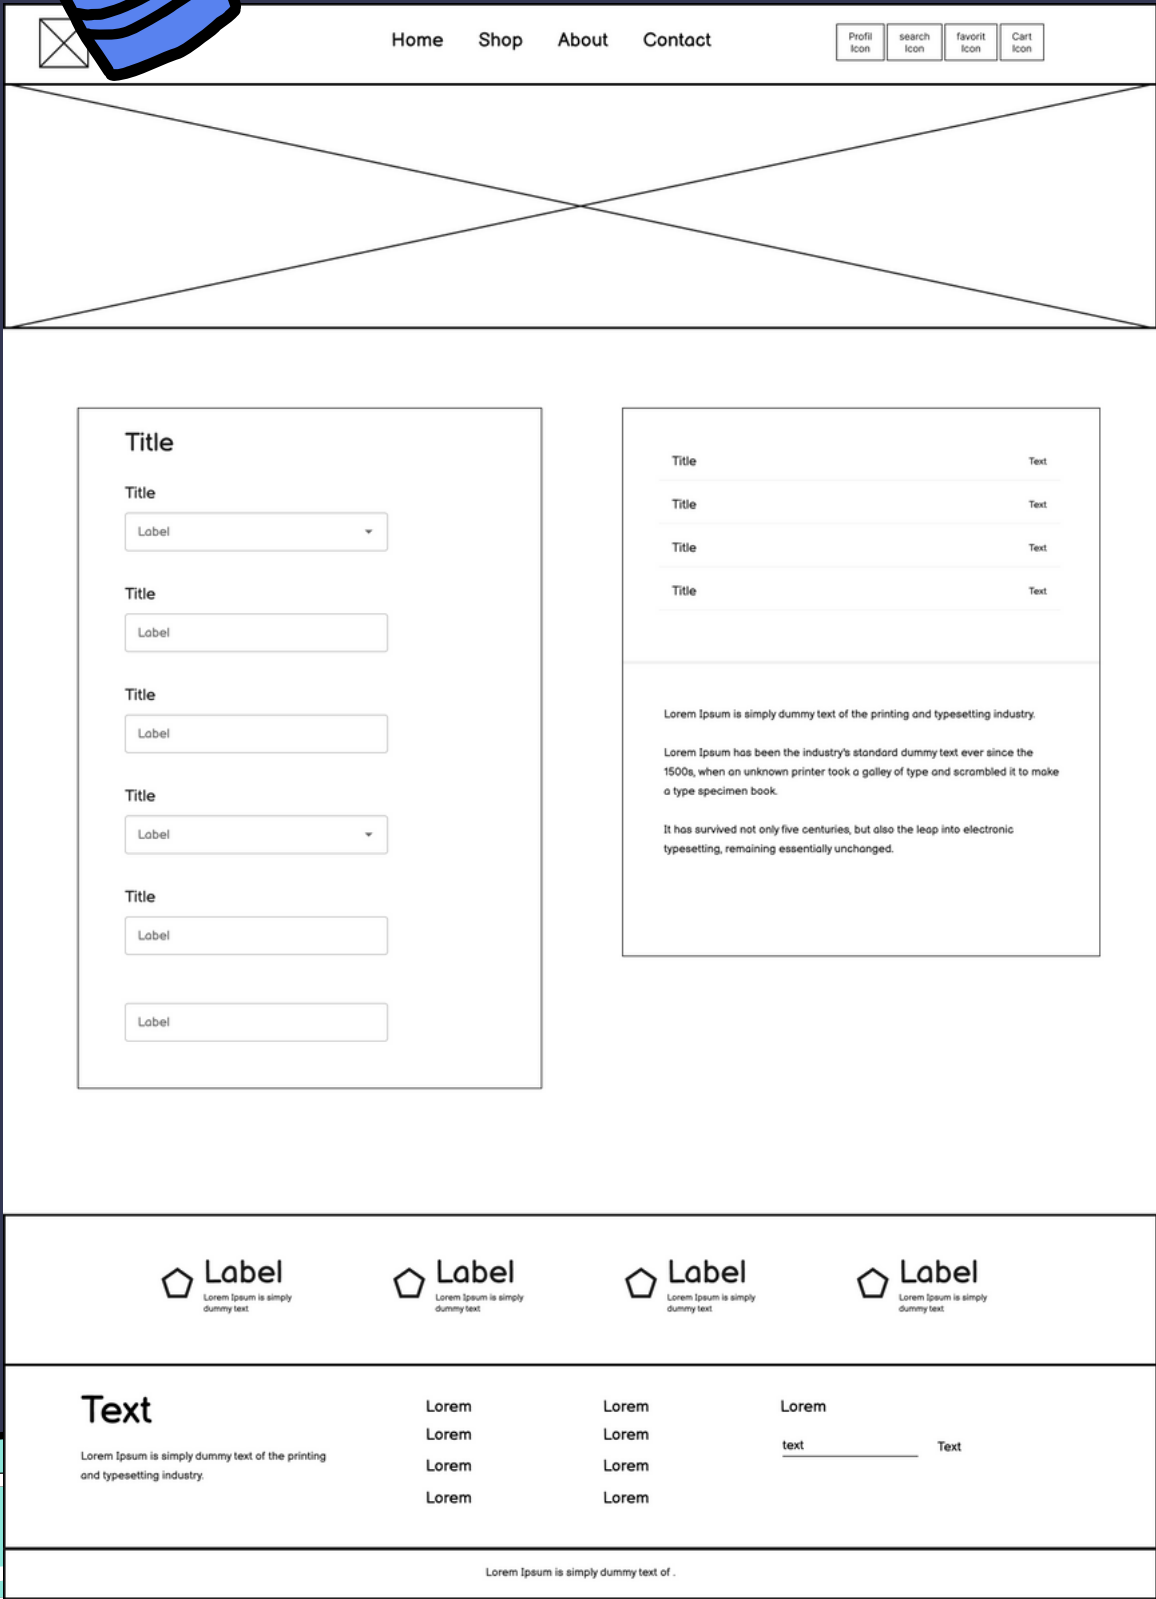 Home Shop About Contact
Profil Icon
search Icon
favorit Icon
Cart Icon
Title
Title
Label
Title
Label
Title
Label
Title
Label
Title
Label
Label
Title Text
Title Text
Title Text
Title Text
Lorem Ipsum is simply dummy text of the printing and typesetting industry.
Lorem Ipsum has been the industry's standard dummy text ever since the
1500s, when an unknown printer took a galley of type and scrambled it to make
a type specimen book.
It has survived not only five centuries, but also the leap into electronic
typesetting, remaining essentially unchanged.
Label
Lorem Ipsum is simply
dummy text
Label
Lorem Ipsum is simply
dummy text
Label
Lorem Ipsum is simply
dummy text
Label
Lorem Ipsum is simply
dummy text
Text
Lorem Ipsum is simply dummy text of the printing
and typesetting industry.
Lorem
Lorem
Lorem
Lorem
Lorem
Lorem
Lorem
Lorem
Lorem
text Text
Lorem Ipsum is simply dummy text of .